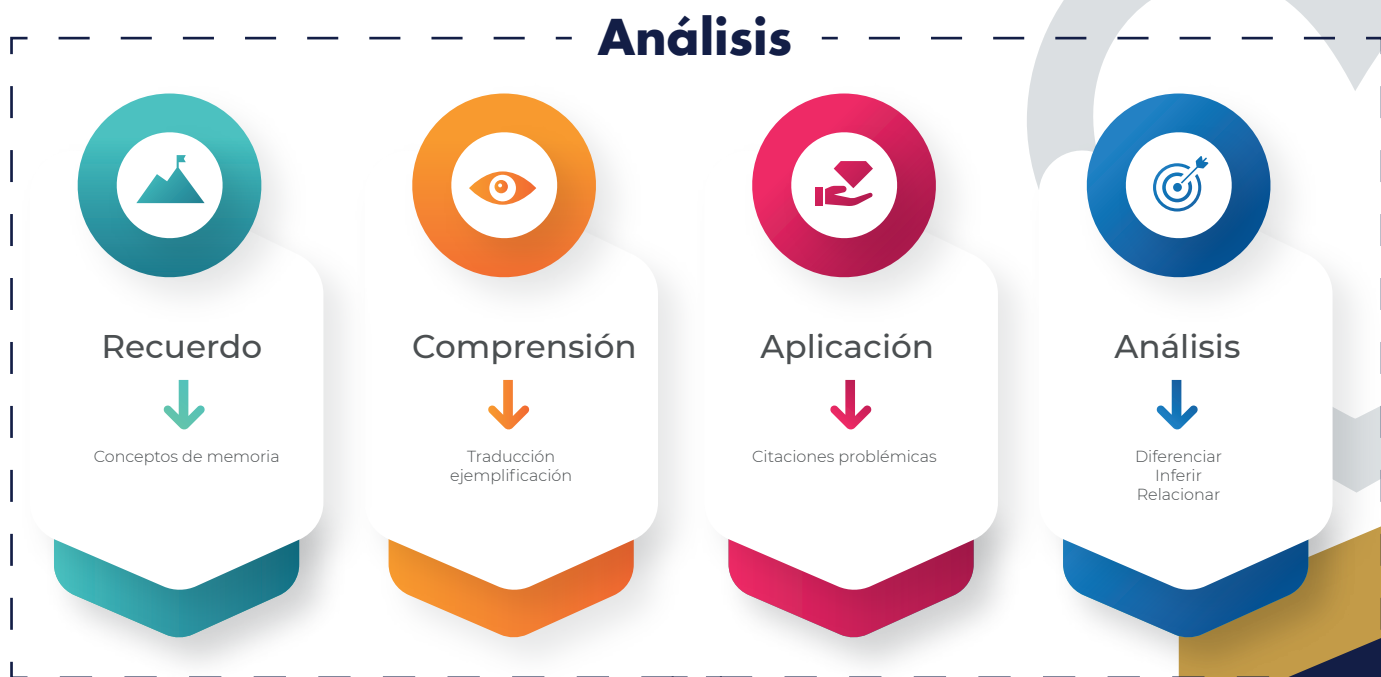 Análisis
Recuerdo
Conceptos de memoria
Comprensión
Traducción
ejemplificación
Aplicación
Citaciones problémicas
Análisis
Diferenciar
Inferir
Relacionar